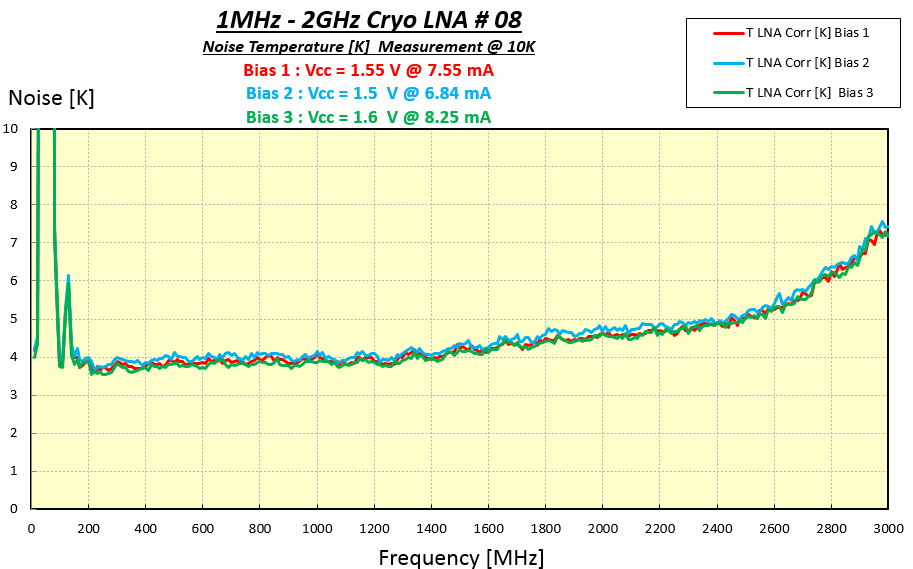 1MHz - 2GHz Cryo LNA # 08
Noise Temperature [K] Measurement @ 10K
Bias 1 : Vcc = 1.55 V @ 7.55 mA
Bias 2 : Vcc = 1.5 V @ 6.84 mA
Bias 3 : Vcc = 1.6 V @ 8.25 mA
T LNA Corr [K] Bias 1
T LNA Corr [K] Bias 2
T LNA Corr [K] Bias 3
Noise [K]
10
9
8
7
6
5
4
3
2
1
0
0 200 400 600 800 1000 1200 1400 1600 1800 2000 2200 2400 2600 2800 3000
Frequency [MHz]